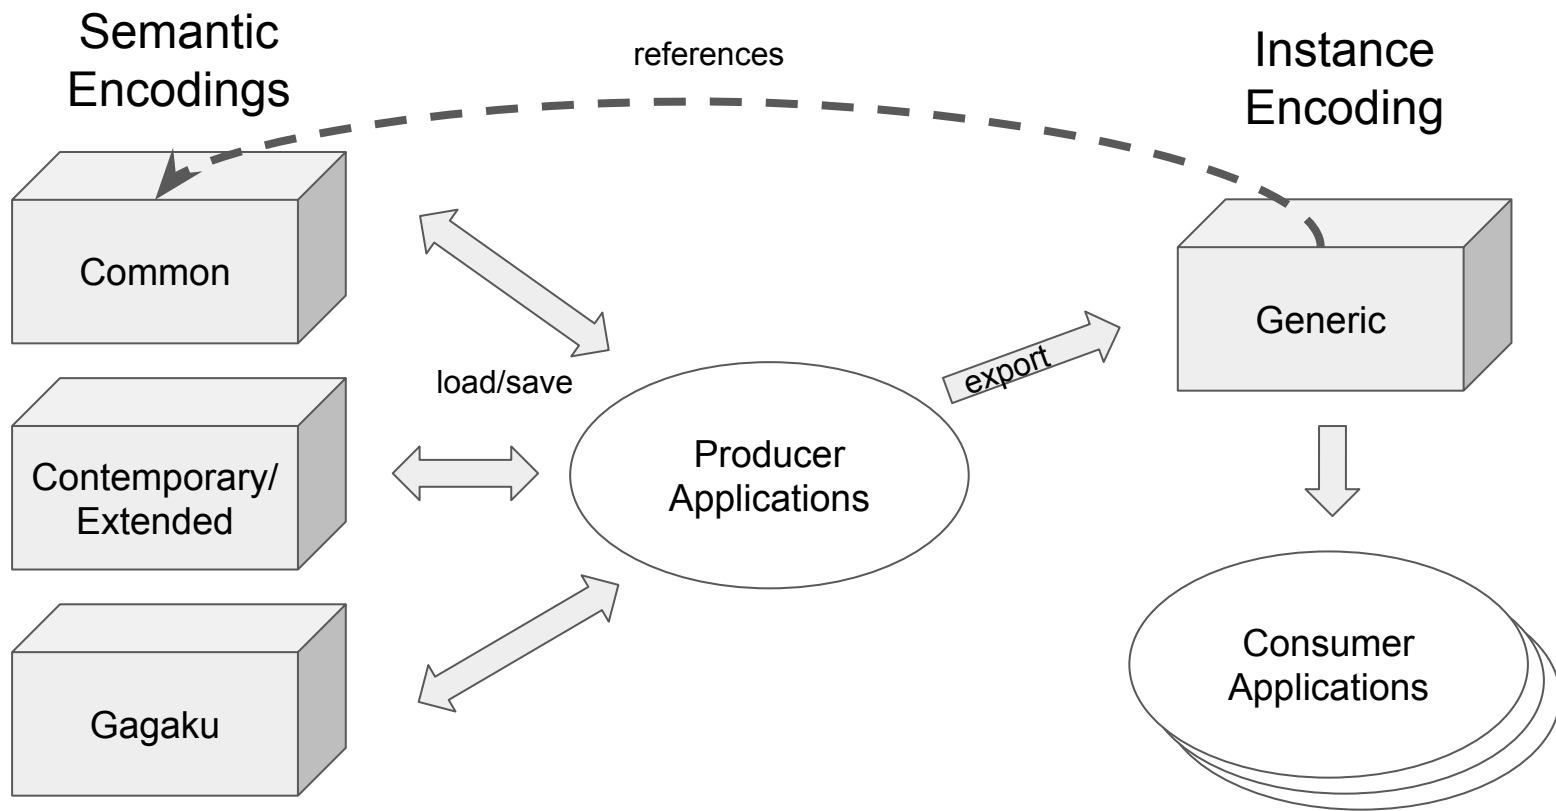 Semantic
Encodings
references
Instance
Encoding
Common
Generic
load/save
export
Contemporary/
Extended
Producer
Applications
Gagaku
Consumer
Applications